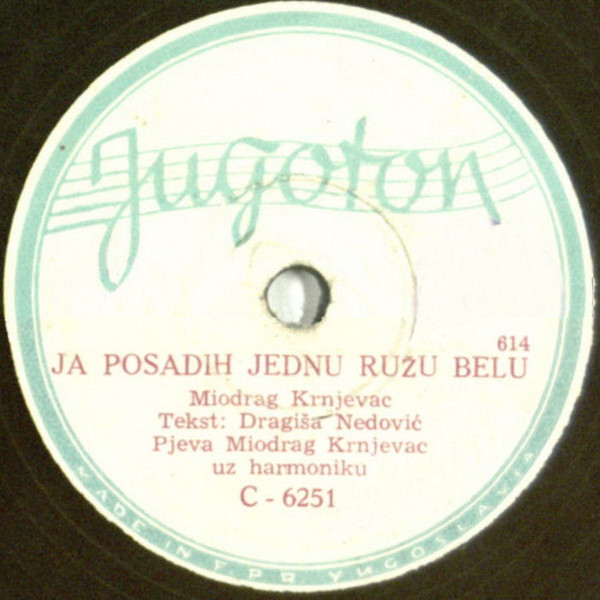 Jugoton
614
JA POSADIH JEDNU RUŽU BELU
Miodrag Krnjevac
Tekst: Dragiša Nedović
Pjeva Miodrag Krnjevac
uz harmoniku
C - 6251
MADE IN F.P.R. YUGOSLAVIA